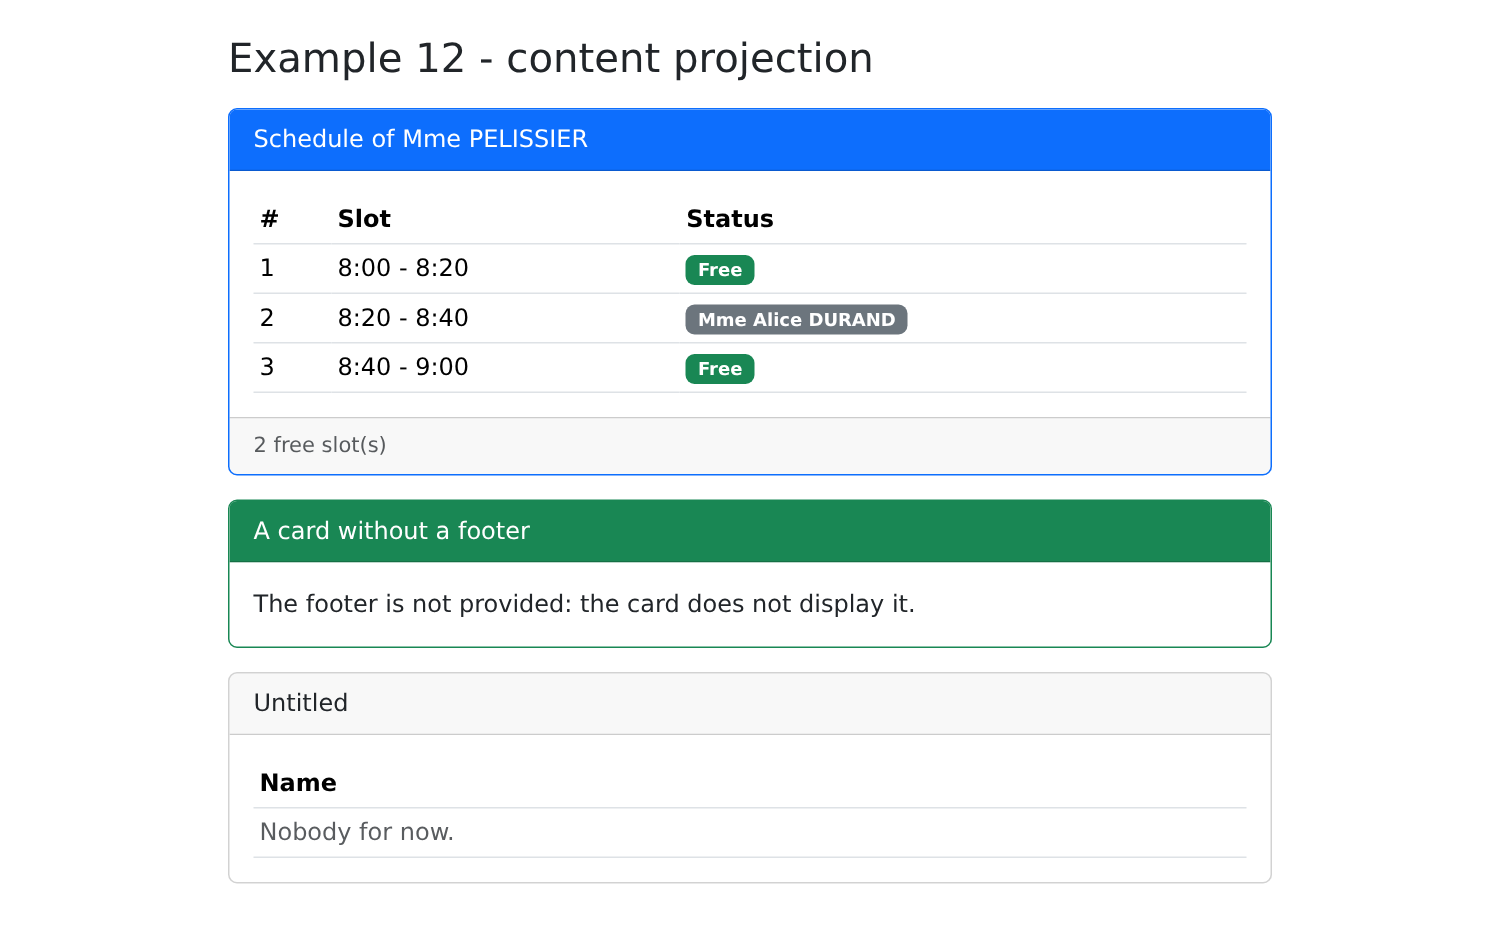 Example 12 - content projection
Schedule of Mme PELISSIER
# Slot Status
1 8:00 - 8:20 Free
2 8:20 - 8:40 Mme Alice DURAND
3 8:40 - 9:00 Free
2 free slot(s)
A card without a footer
The footer is not provided: the card does not display it.
Untitled
Name
Nobody for now.